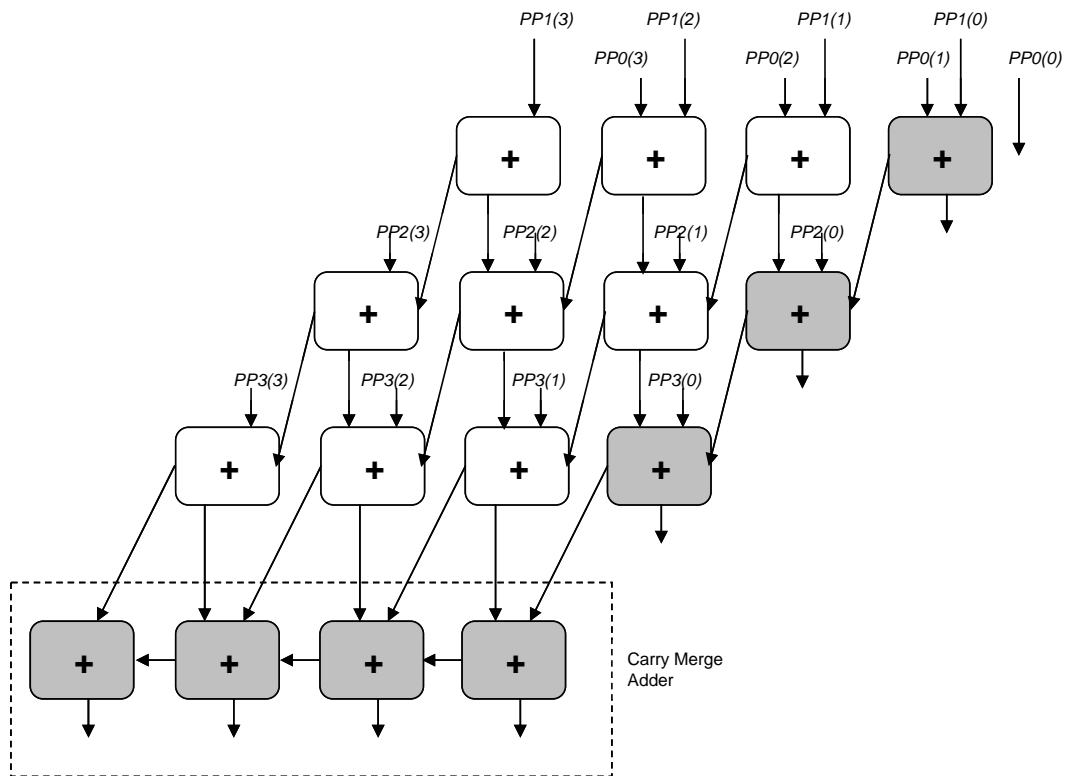 PP1(3) PP1(2) PP1(1) PP1(0)
PP0(3) PP0(2) PP0(1) PP0(0)
+ + + +
PP2(3) PP2(2) PP2(1) PP2(0)
+ + + +
PP3(3) PP3(2) PP3(1) PP3(0)
+ + + +
+ + + +
Carry Merge
Adder